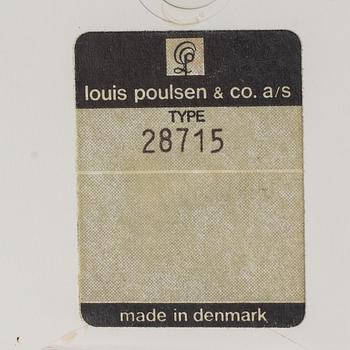 louis poulsen & co. a/s
TYPE
28715
made in denmark